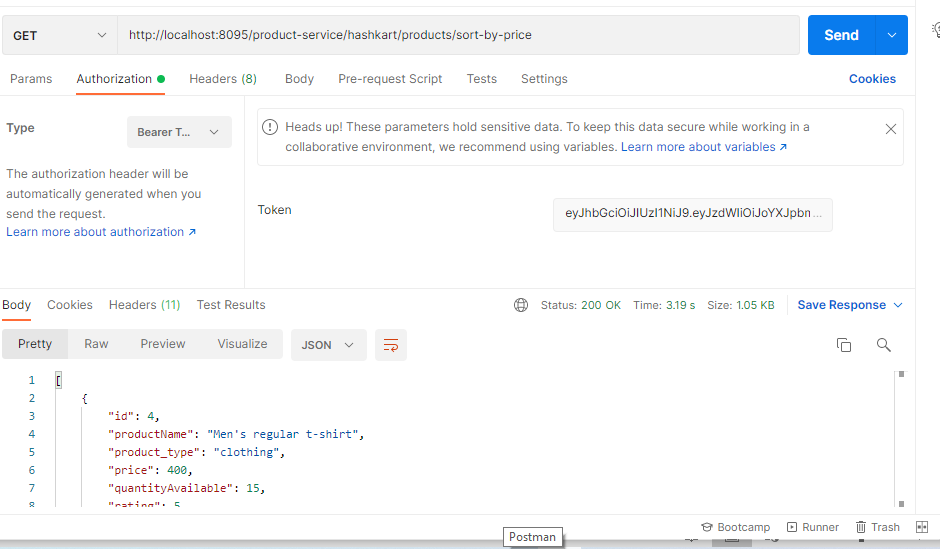 GET
http://localhost:8095/product-service/hashkart/products/sort-by-price
Send
Params Authorization Headers (8) Body Pre-request Script Tests Settings Cookies
Type
Bearer T...
The authorization header will be
automatically generated when you
send the request.
Learn more about authorization ↗
Heads up! These parameters hold sensitive data. To keep this data secure while working in a
collaborative environment, we recommend using variables. Learn more about variables ↗
Token
eyJhbGciOiJIUzI1NiJ9.eyJzdWIiOiJoYXJpbn...
Body Cookies Headers (11) Test Results Status: 200 OK Time: 3.19 s Size: 1.05 KB Save Response
Pretty Raw Preview Visualize JSON
1 [
2 {
3 "id": 4,
4 "productName": "Men's regular t-shirt",
5 "product_type": "clothing",
6 "price": 400,
7 "quantityAvailable": 15,
8 "rating": 5
Bootcamp Runner Trash
Postman